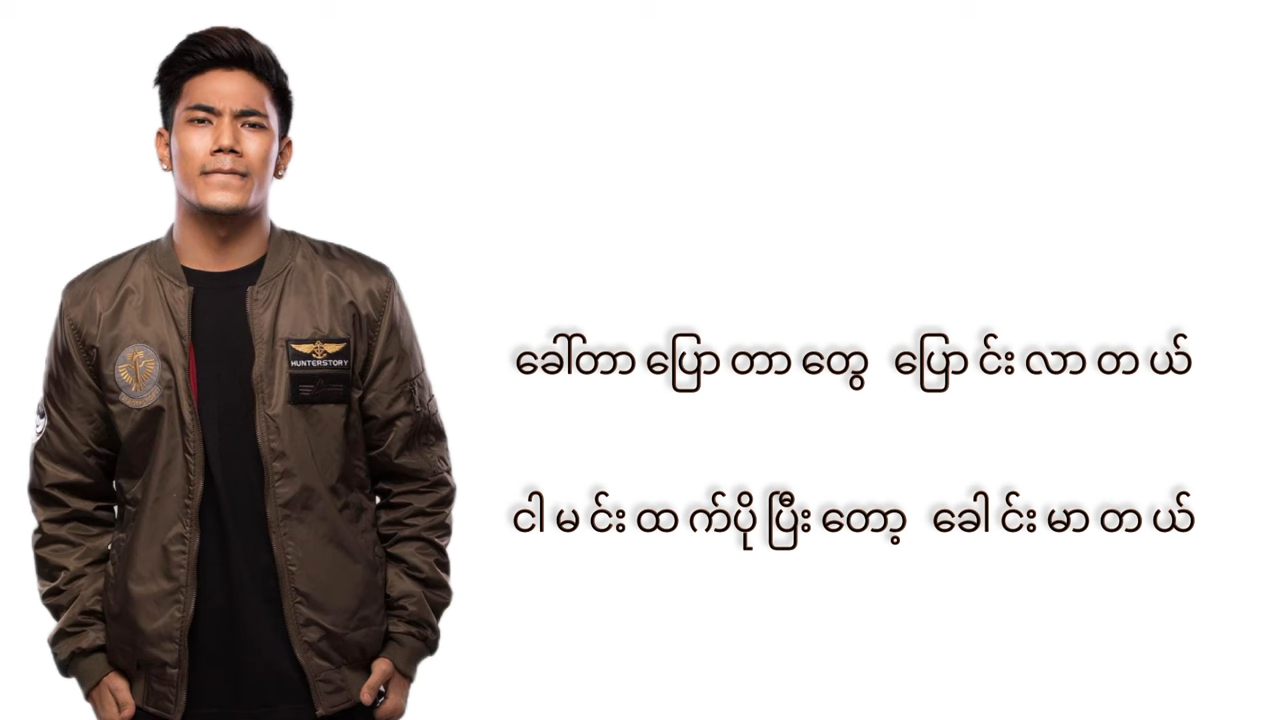 HUNTERSTORY
ခေါ်တာ ပြော တာ တွေ ပြော င်း လာ တ ယ်
ငါ မ င်း ထ က်ပို ပြီး တော့ ခေါ င်း မာ တ ယ်